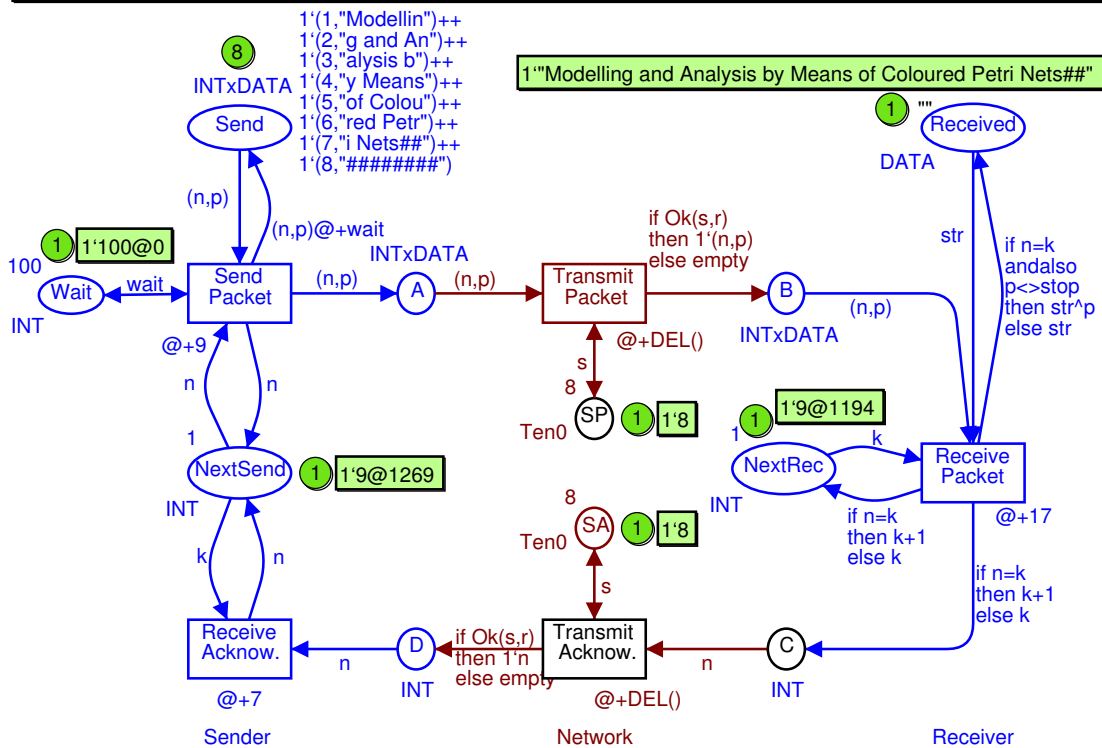 1‘(1,"Modellin")++
1‘(2,"g and An")++
1‘(3,"alysis b")++
1‘(4,"y Means")++
1‘(5,"of Colou")++
1‘(6,"red Petr")++
1‘(7,"i Nets##")++
1‘(8,"########")
8
INTxDATA
Send
1‘"Modelling and Analysis by Means of Coloured Petri Nets##"
1
""
Received
DATA
(n,p)
(n,p)@+wait
str
if n=k
andalso
p<>stop
then str^p
else str
1
1‘100@0
100
Wait
INT
wait
Send
Packet
@+9
(n,p)
INTxDATA
A
(n,p)
if Ok(s,r)
then 1‘(n,p)
else empty
Transmit
Packet
@+DEL()
B
INTxDATA
(n,p)
s
8
SP
Ten0
1
1‘8
n
n
1
NextSend
INT
1
1‘9@1269
1
1‘9@1194
1
NextRec
INT
k
if n=k
then k+1
else k
Receive
Packet
@+17
8
SA
Ten0
1
1‘8
s
k
n
if n=k
then k+1
else k
Receive
Acknow.
@+7
n
D
INT
if Ok(s,r)
then 1‘n
else empty
Transmit
Acknow.
@+DEL()
n
C
INT
Sender
Network
Receiver